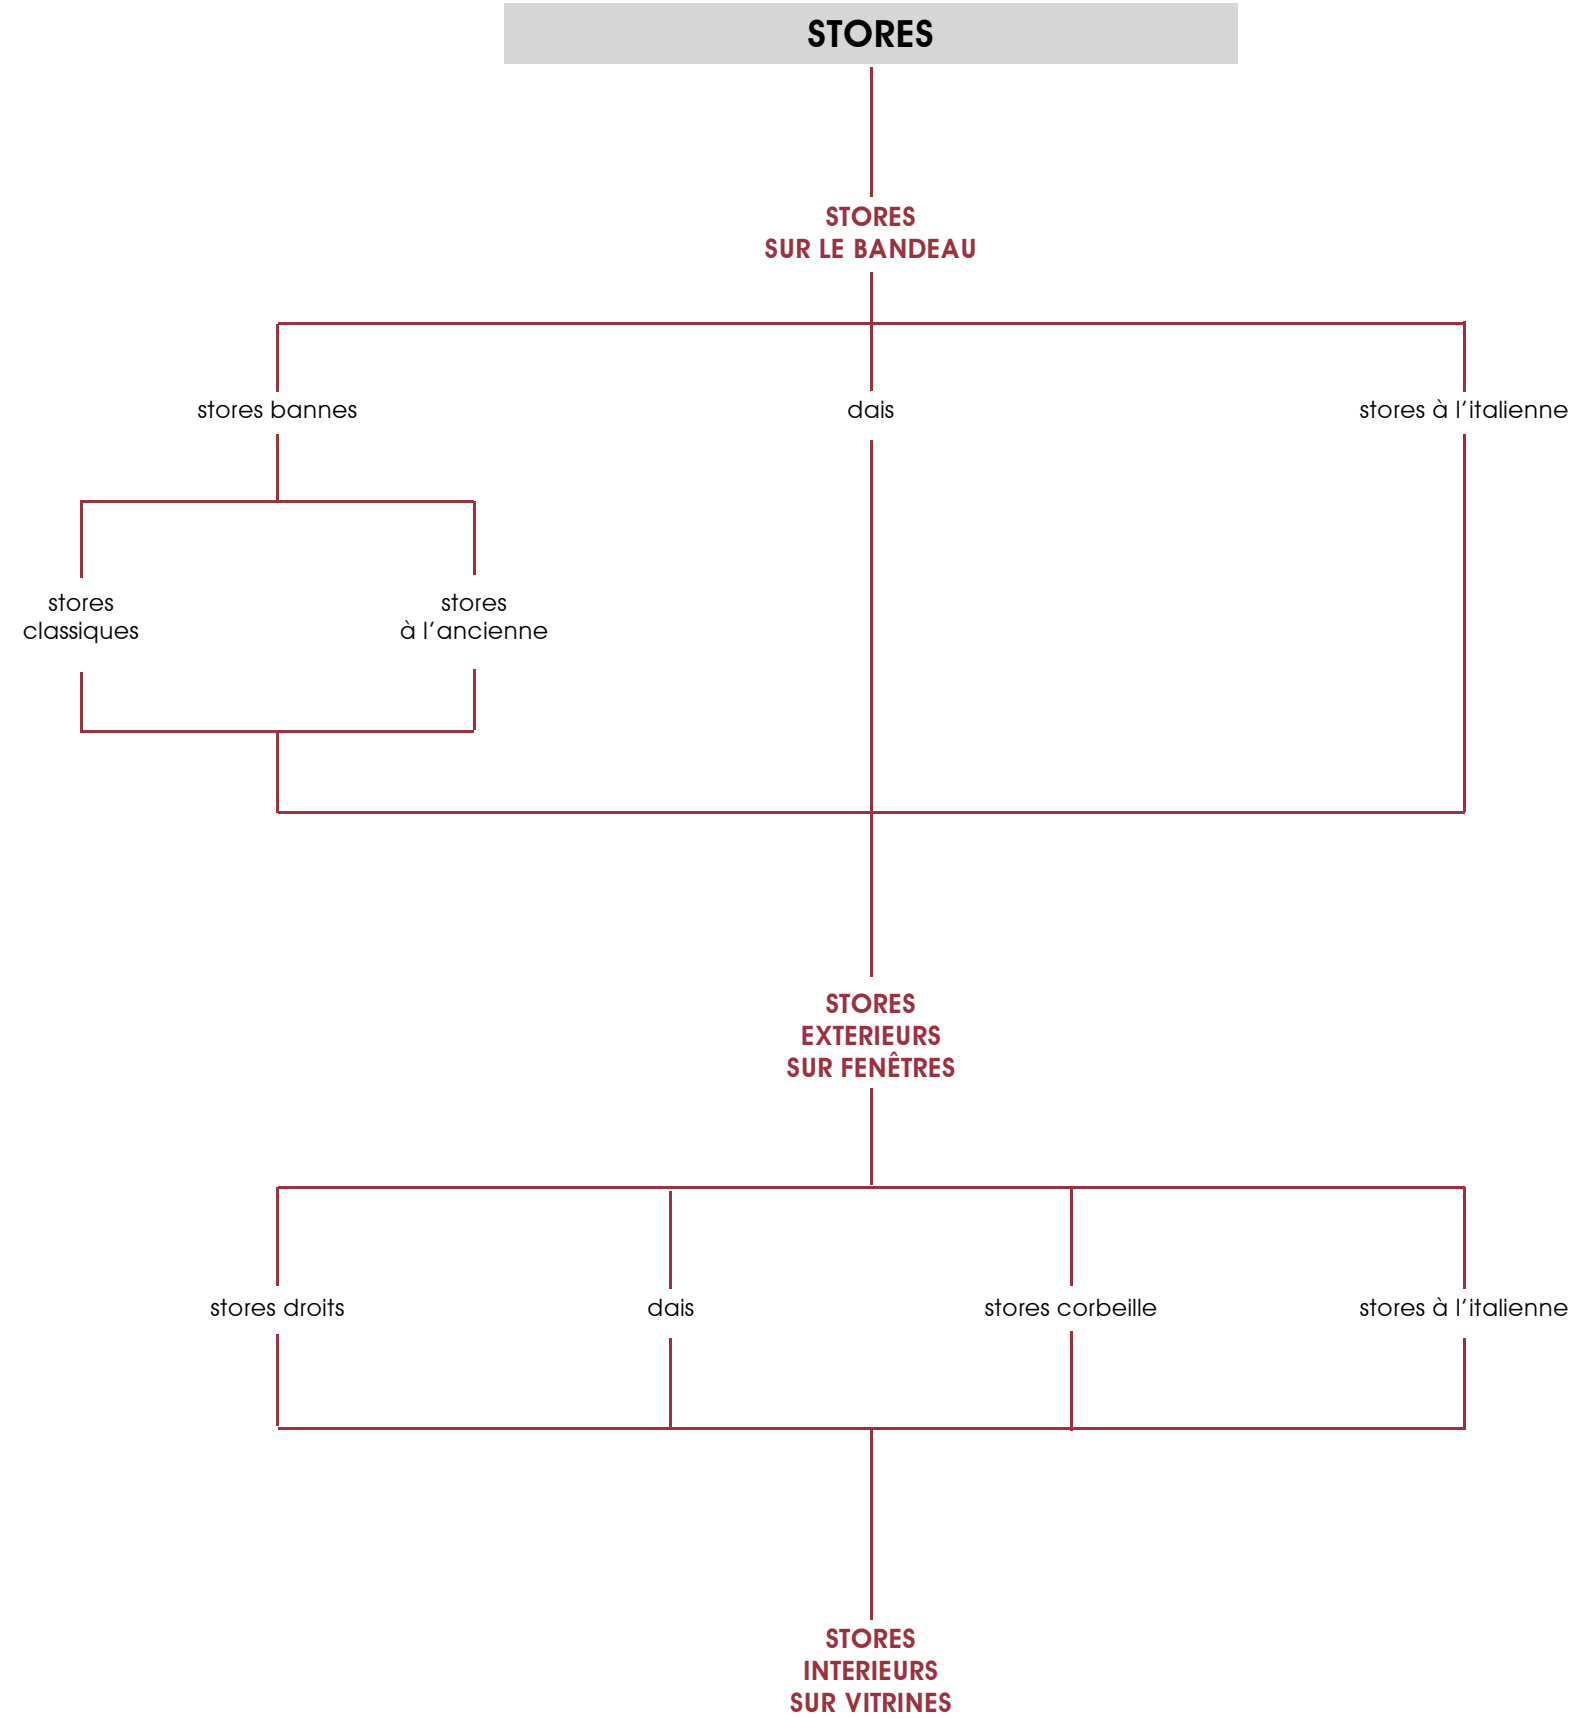 STORES
STORES
SUR LE BANDEAU
stores bannes
dais
stores à l’italienne
stores
classiques
stores
à l’ancienne
STORES
EXTERIEURS
SUR FENÊTRES
stores droits
dais
stores corbeille
stores à l’italienne
STORES
INTERIEURS
SUR VITRINES